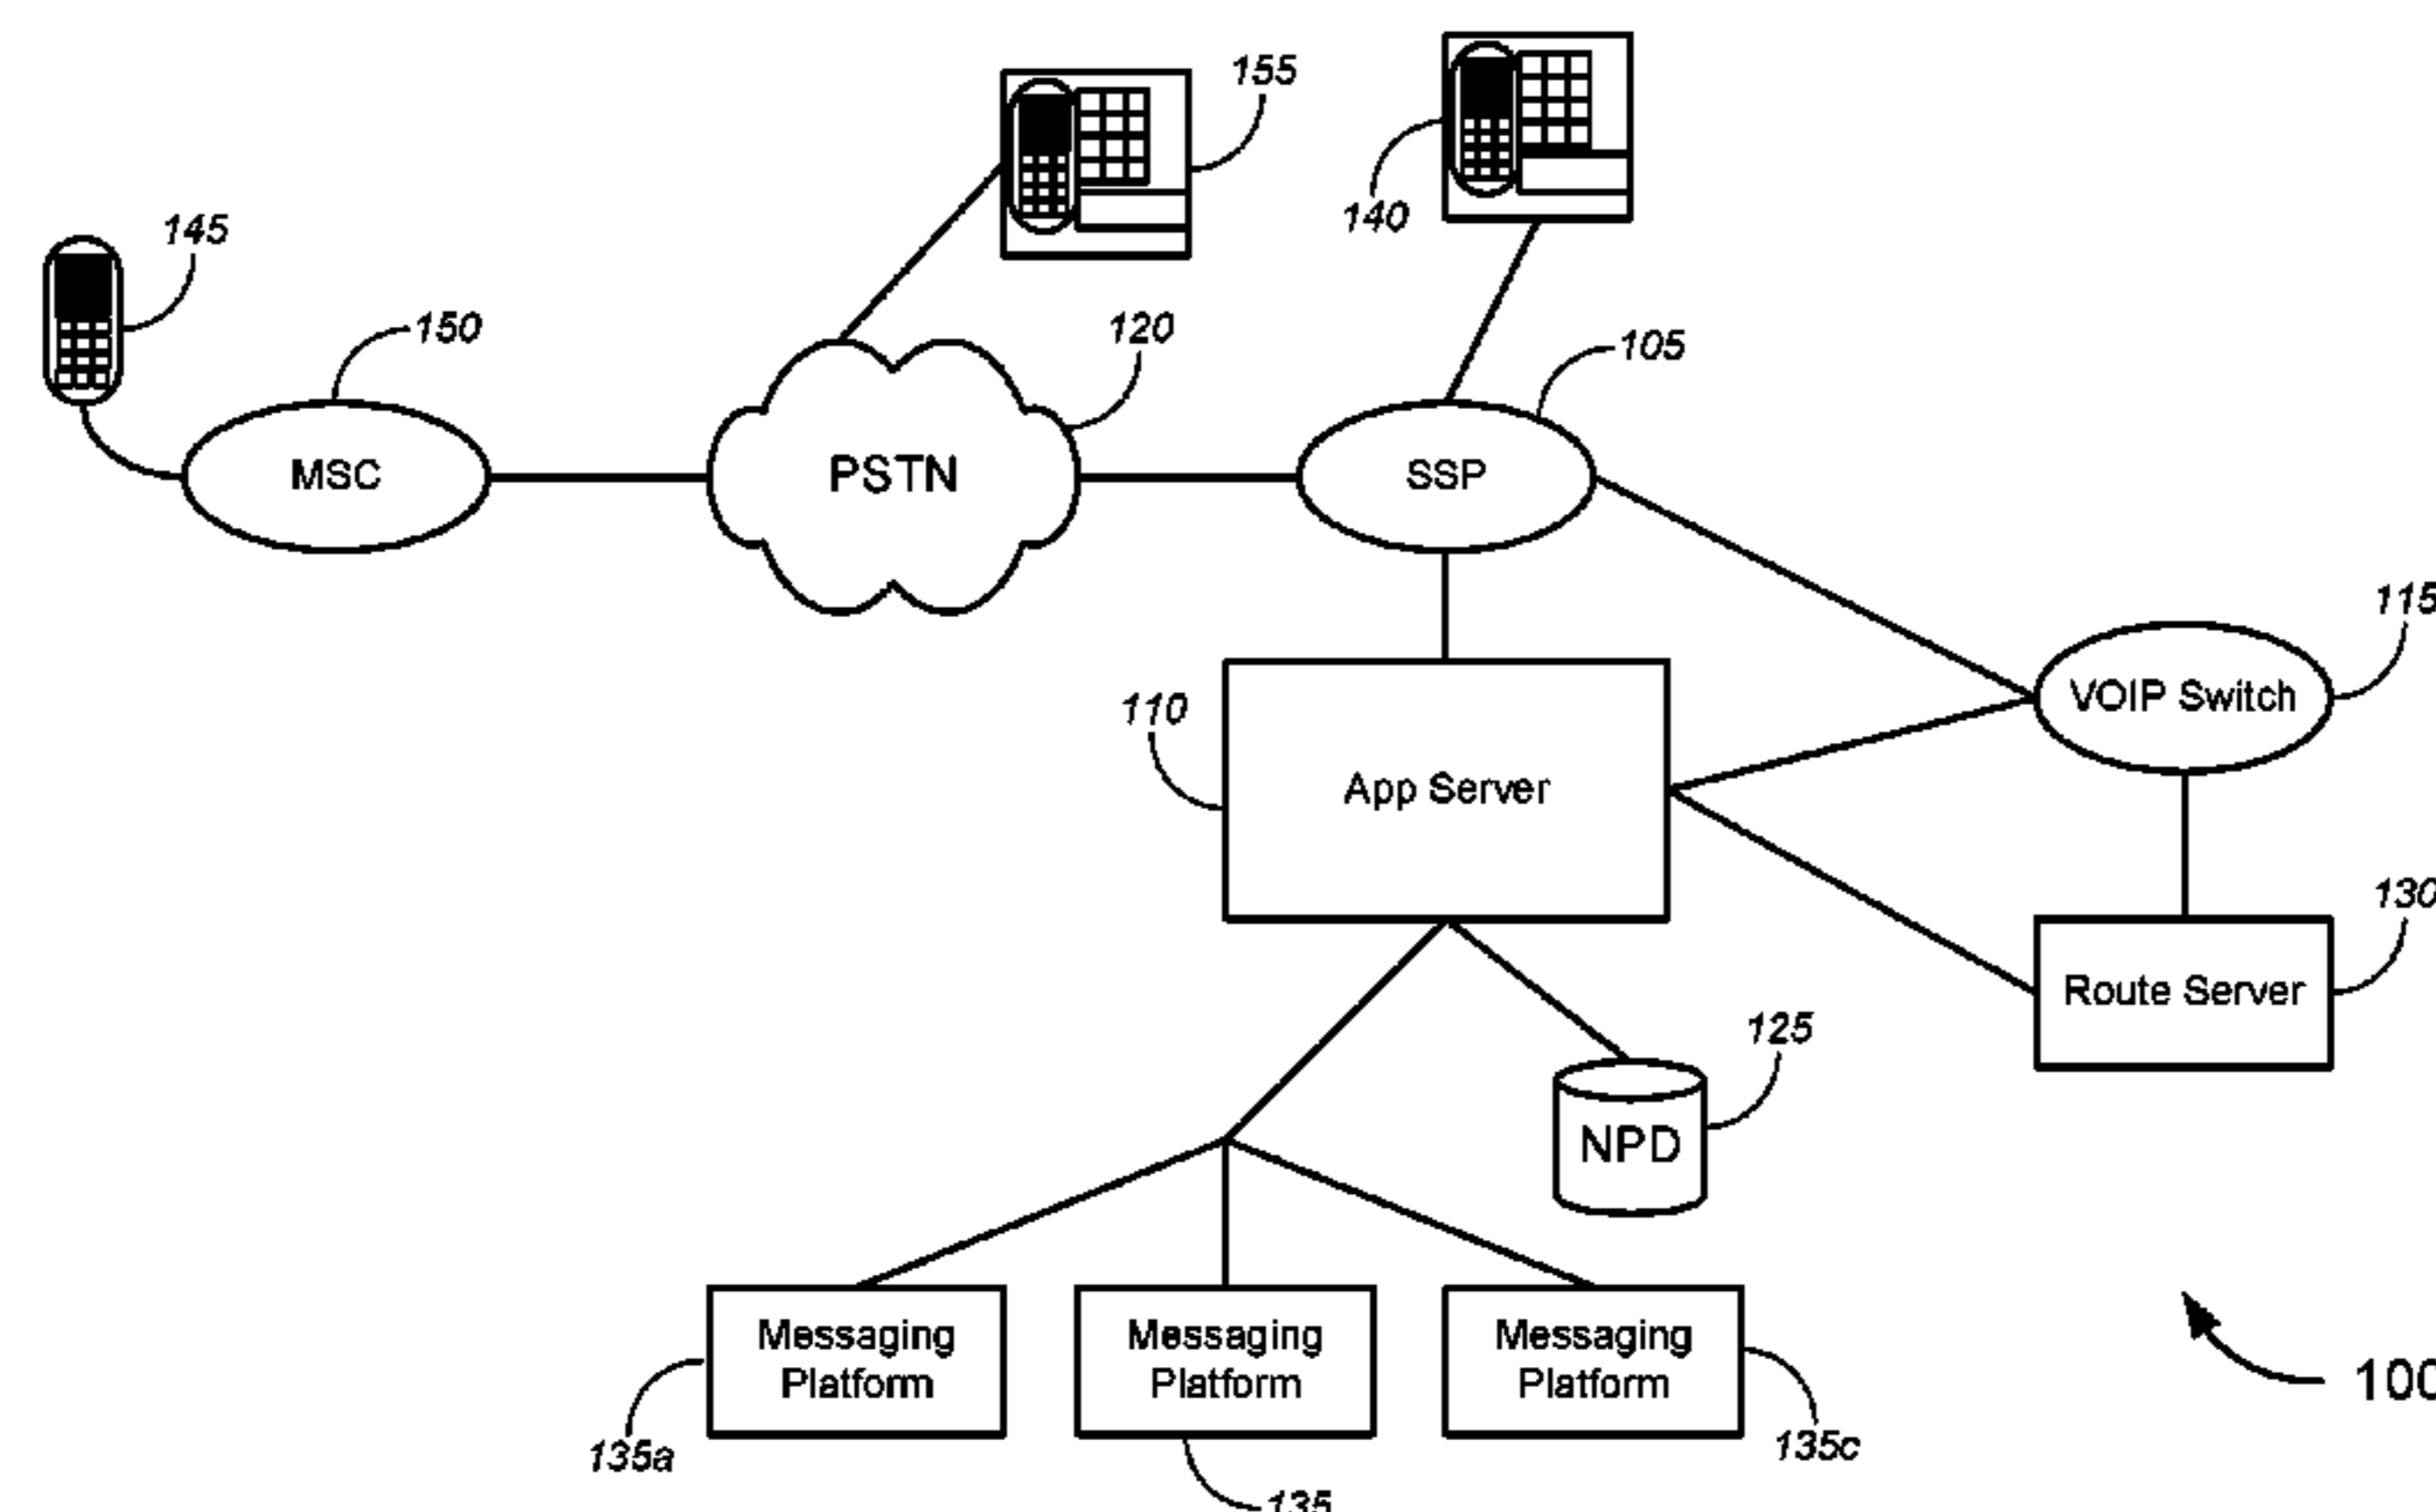 155
140
145
150
120
105
MSC
PSTN
SSP
115
110
VOIP Switch
App Server
130
Route Server
125
NPD
Messaging
Platform
Messaging
Platform
Messaging
Platform
100
135a
135c
135